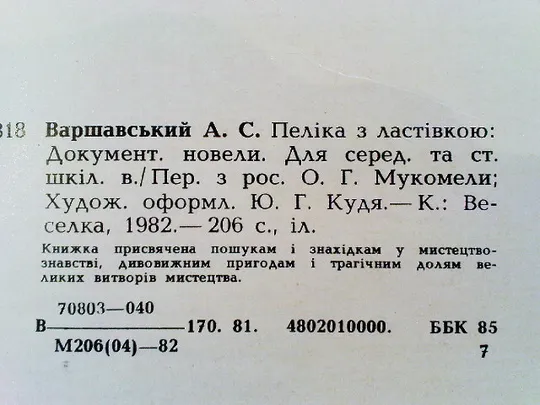 818 Варшавський А. С. Пеліка з ластівкою:
Документ. новели. Для серед. та ст.
шкіл. в./Пер. з рос. О. Г. Мукомели;
Худож. оформл. Ю. Г. Кудя.— К.: Ве-
селка, 1982.— 206 с., іл.
Книжка присвячена пошукам і знахідкам у мистецтво-
знавстві, дивовижним пригодам і трагічним долям ве-
ликих витворів мистецтва.
70803—040
В————170. 81. 4802010000. ББК 85
М206(04)—82
7